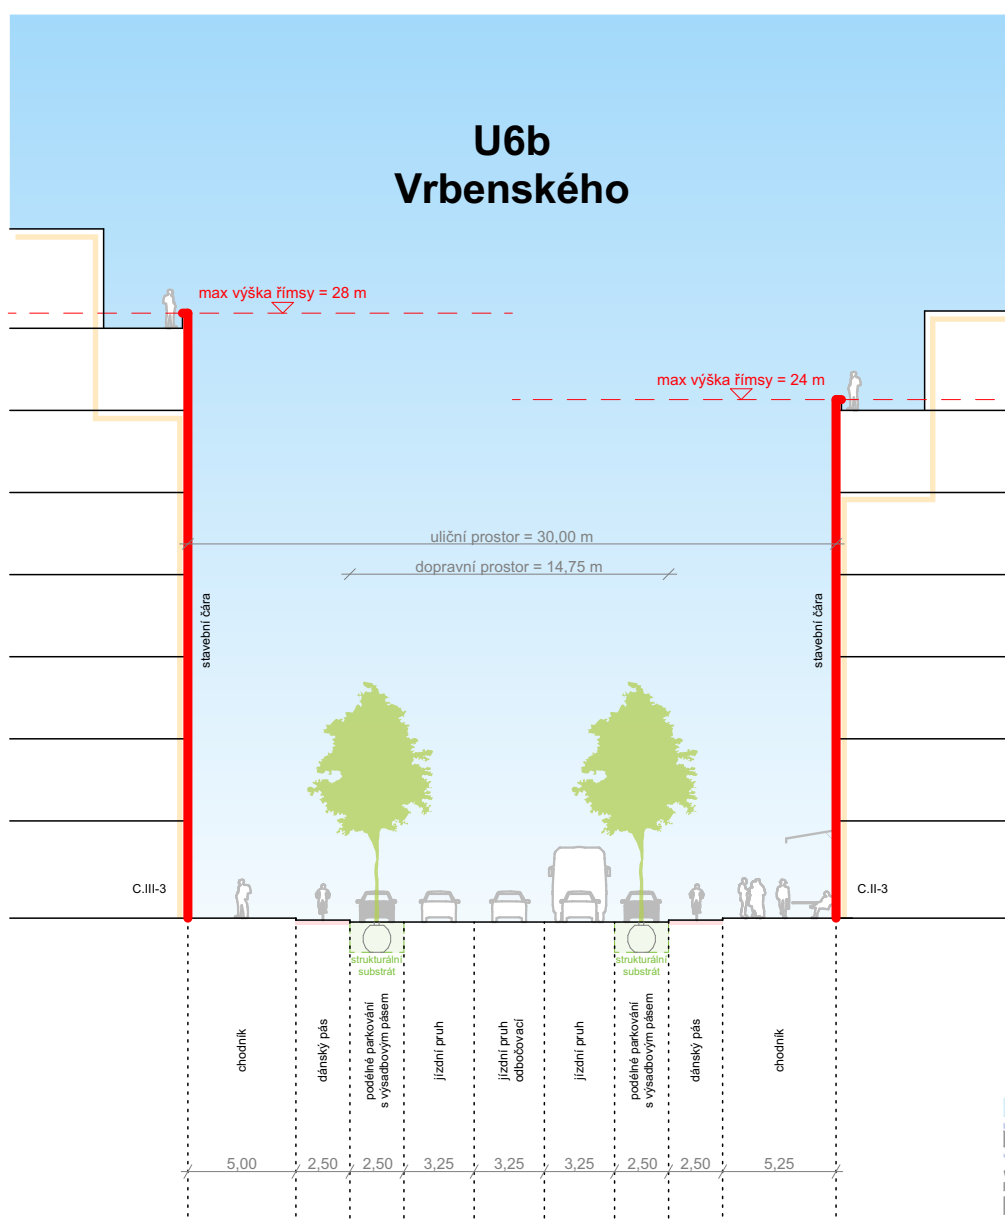 U6b
Vrbenského
max výška římsy = 28 m
max výška římsy = 24 m
uliční prostor = 30,00 m
dopravní prostor = 14,75 m
stavební čára
stavební čára
C.III-3
C.II-3
strukturální
substrát
strukturální
substrát
chodník
dánský pás
podélné parkování
s výsadbovým pásem
jízdní pruh
jízdní pruh
odbočovací
jízdní pruh
podélné parkování
s výsadbovým pásem
dánský pás
chodník
5,00
2,50
2,50
3,25
3,25
3,25
2,50
2,50
5,25